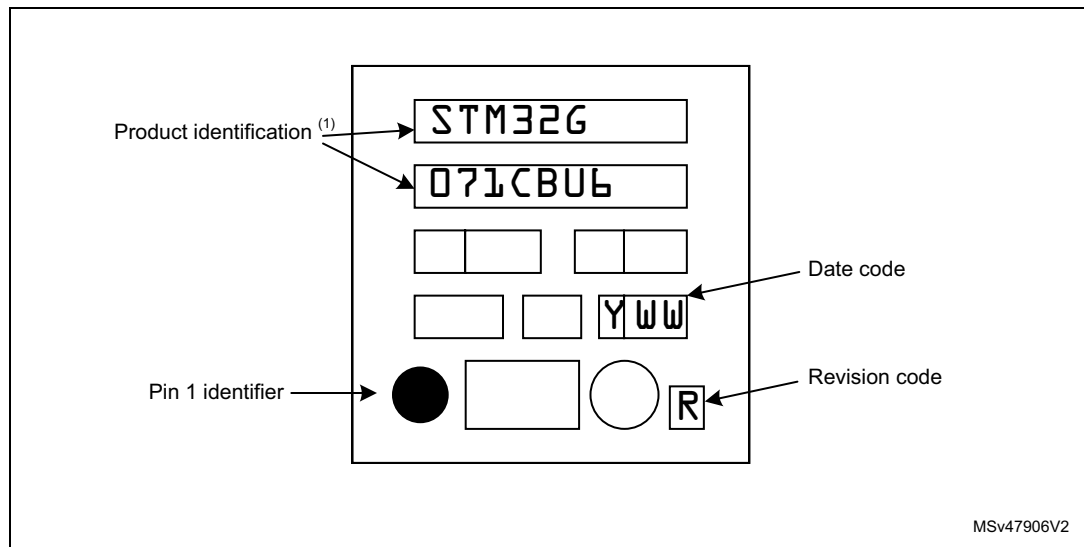 STM32G
Product identification (1)
071CBU6
Date code
Y WW
Pin 1 identifier
Revision code
R
MSv47906V2